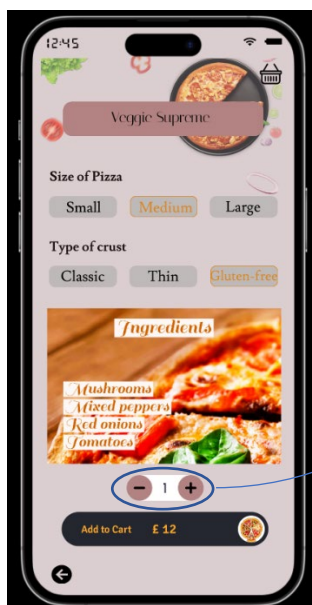 12:45
Veggie Supreme
Size of Pizza
Small Medium Large
Type of crust
Classic Thin Gluten-free
Ingredients
Mushrooms
Mixed peppers
Red onions
Tomatoes
− 1 +
Add to Cart £ 12